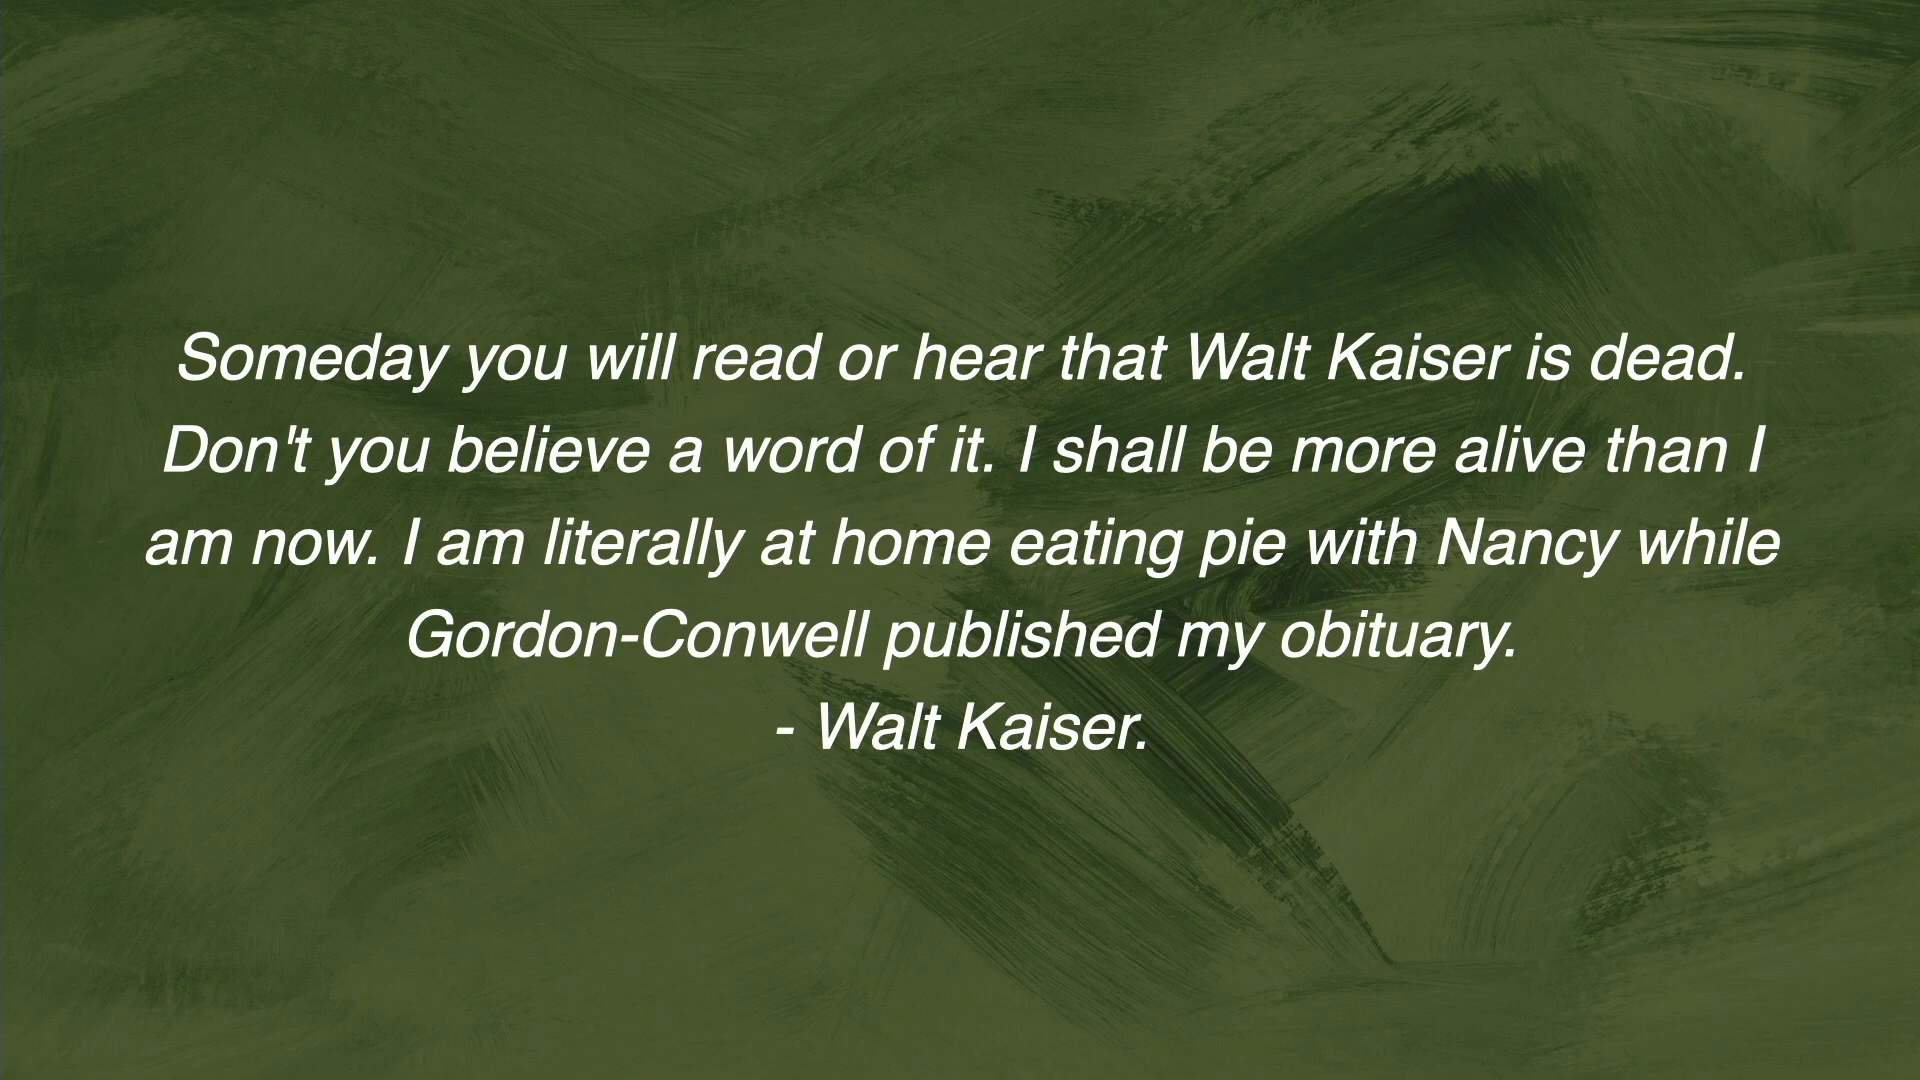 Someday you will read or hear that Walt Kaiser is dead.
Don't you believe a word of it. I shall be more alive than I
am now. I am literally at home eating pie with Nancy while
Gordon-Conwell published my obituary.
- Walt Kaiser.